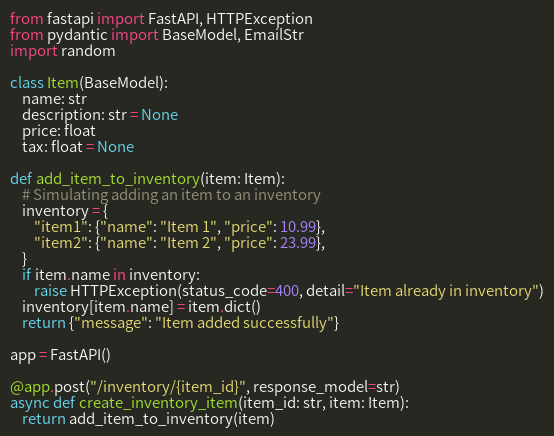 from fastapi import FastAPI, HTTPException
from pydantic import BaseModel, EmailStr
import random

class Item(BaseModel):
    name: str
    description: str = None
    price: float
    tax: float = None

def add_item_to_inventory(item: Item):
    # Simulating adding an item to an inventory
    inventory = {
        "item1": {"name": "Item 1", "price": 10.99},
        "item2": {"name": "Item 2", "price": 23.99},
    }
    if item.name in inventory:
        raise HTTPException(status_code=400, detail="Item already in inventory")
    inventory[item.name] = item.dict()
    return {"message": "Item added successfully"}

app = FastAPI()

@app.post("/inventory/{item_id}", response_model=str)
async def create_inventory_item(item_id: str, item: Item):
    return add_item_to_inventory(item)